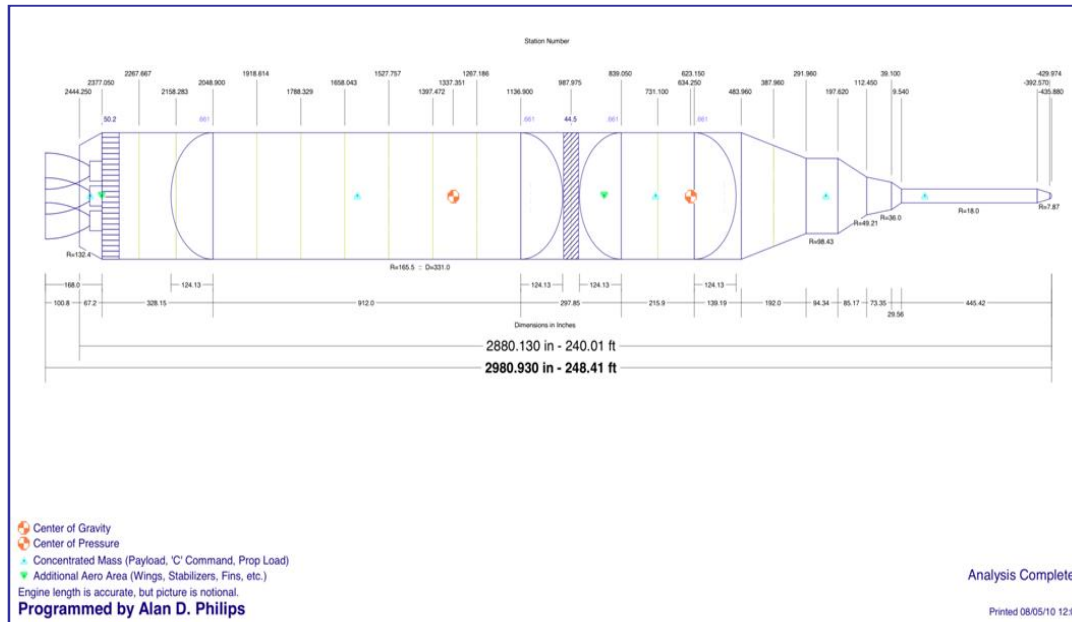 Station Number
2377.050 2267.667 1918.814 1658.043 1527.757 1267.186 987.975 839.050 623.150 291.960 39.100 -429.974
1337.351 634.250 387.960 112.450 -392.570
2444.250 2158.283 2048.900 1788.329 1397.472 1136.900 731.100 483.960 197.620 9.540 -435.880
50.2 .661 .661 44.5 .661 .661
R=7.87
R=18.0
R=36.0
R=49.21
R=98.43
R=132.4
R=165.5 :: D=331.0
168.0 124.13 124.13 124.13 124.13
100.8 67.2 328.15 912.0 297.85 215.9 139.19 192.0 94.34 85.17 73.35 445.42
29.56
Dimensions in Inches
2880.130 in - 240.01 ft
2980.930 in - 248.41 ft
Center of Gravity
Center of Pressure
Concentrated Mass (Payload, 'C' Command, Prop Load)
Additional Aero Area (Wings, Stabilizers, Fins, etc.)
Engine length is accurate, but picture is notional.
Analysis Complete
Programmed by Alan D. Philips
Printed 08/05/10 12:0